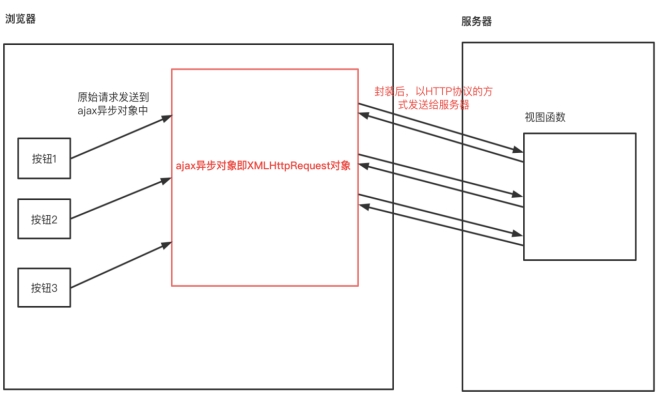 浏览器
服务器
原始请求发送到
ajax异步对象中
封装后，以HTTP协议的方
式发送给服务器
视图函数
按钮1
ajax异步对象即XMLHttpRequest对象
按钮2
按钮3